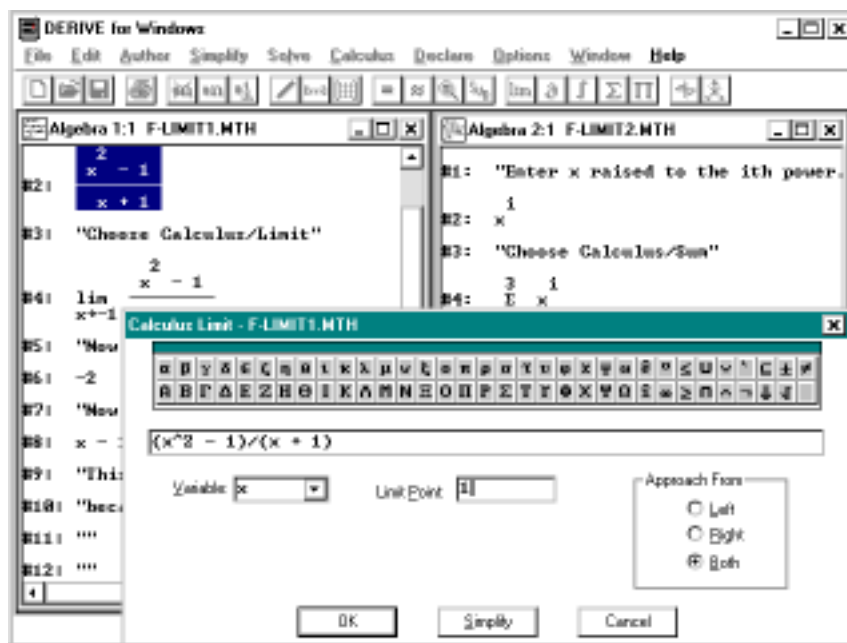 DERIVE for Windows
File Edit Author Simplify Solve Calculus Declare Options Window Help
Algebra 1:1 F-LIMIT1.MTH
#2:
2
x - 1
x + 1
#3: "Choose Calculus/Limit"
2
x - 1
#4: lim
x→-1
#5: "Now
#6: -2
#7: "Now
#8: x -
#9: "This
#10: "beca
#11: ""
#12: ""
Algebra 2:1 F-LIMIT2.MTH
#1: "Enter x raised to the ith power.
i
#2: x
#3: "Choose Calculus/Sum"
3 i
#4: Σ x
Calculus Limit - F-LIMIT1.MTH
α β γ δ ε ζ η θ ι κ λ μ ν ξ ο π ρ σ τ υ φ χ ψ ω
Α Β Γ Δ Ε Ζ Η Θ Ι Κ Λ Μ Ν Ξ Ο Π Ρ Σ Τ Υ Φ Χ Ψ Ω
(x^2 - 1)/(x + 1)
Variable: x
Limit Point: 1
Approach From
Left
Right
Both
OK Simplify Cancel